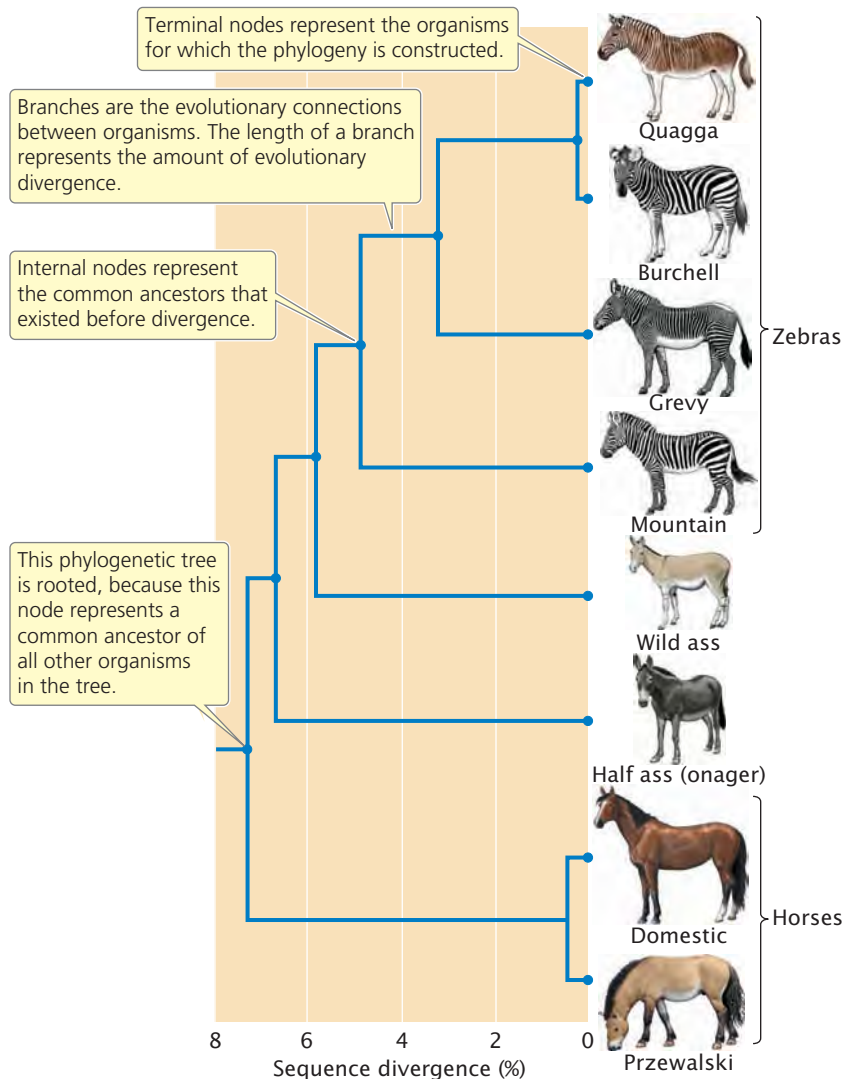 Terminal nodes represent the organisms
for which the phylogeny is constructed.
Branches are the evolutionary connections
between organisms. The length of a branch
represents the amount of evolutionary
divergence.
Internal nodes represent
the common ancestors that
existed before divergence.
This phylogenetic tree
is rooted, because this
node represents a
common ancestor of
all other organisms
in the tree.
Quagga
Burchell
Grevy
Mountain
Zebras
Wild ass
Half ass (onager)
Domestic
Przewalski
Horses
8 6 4 2 0
Sequence divergence (%)